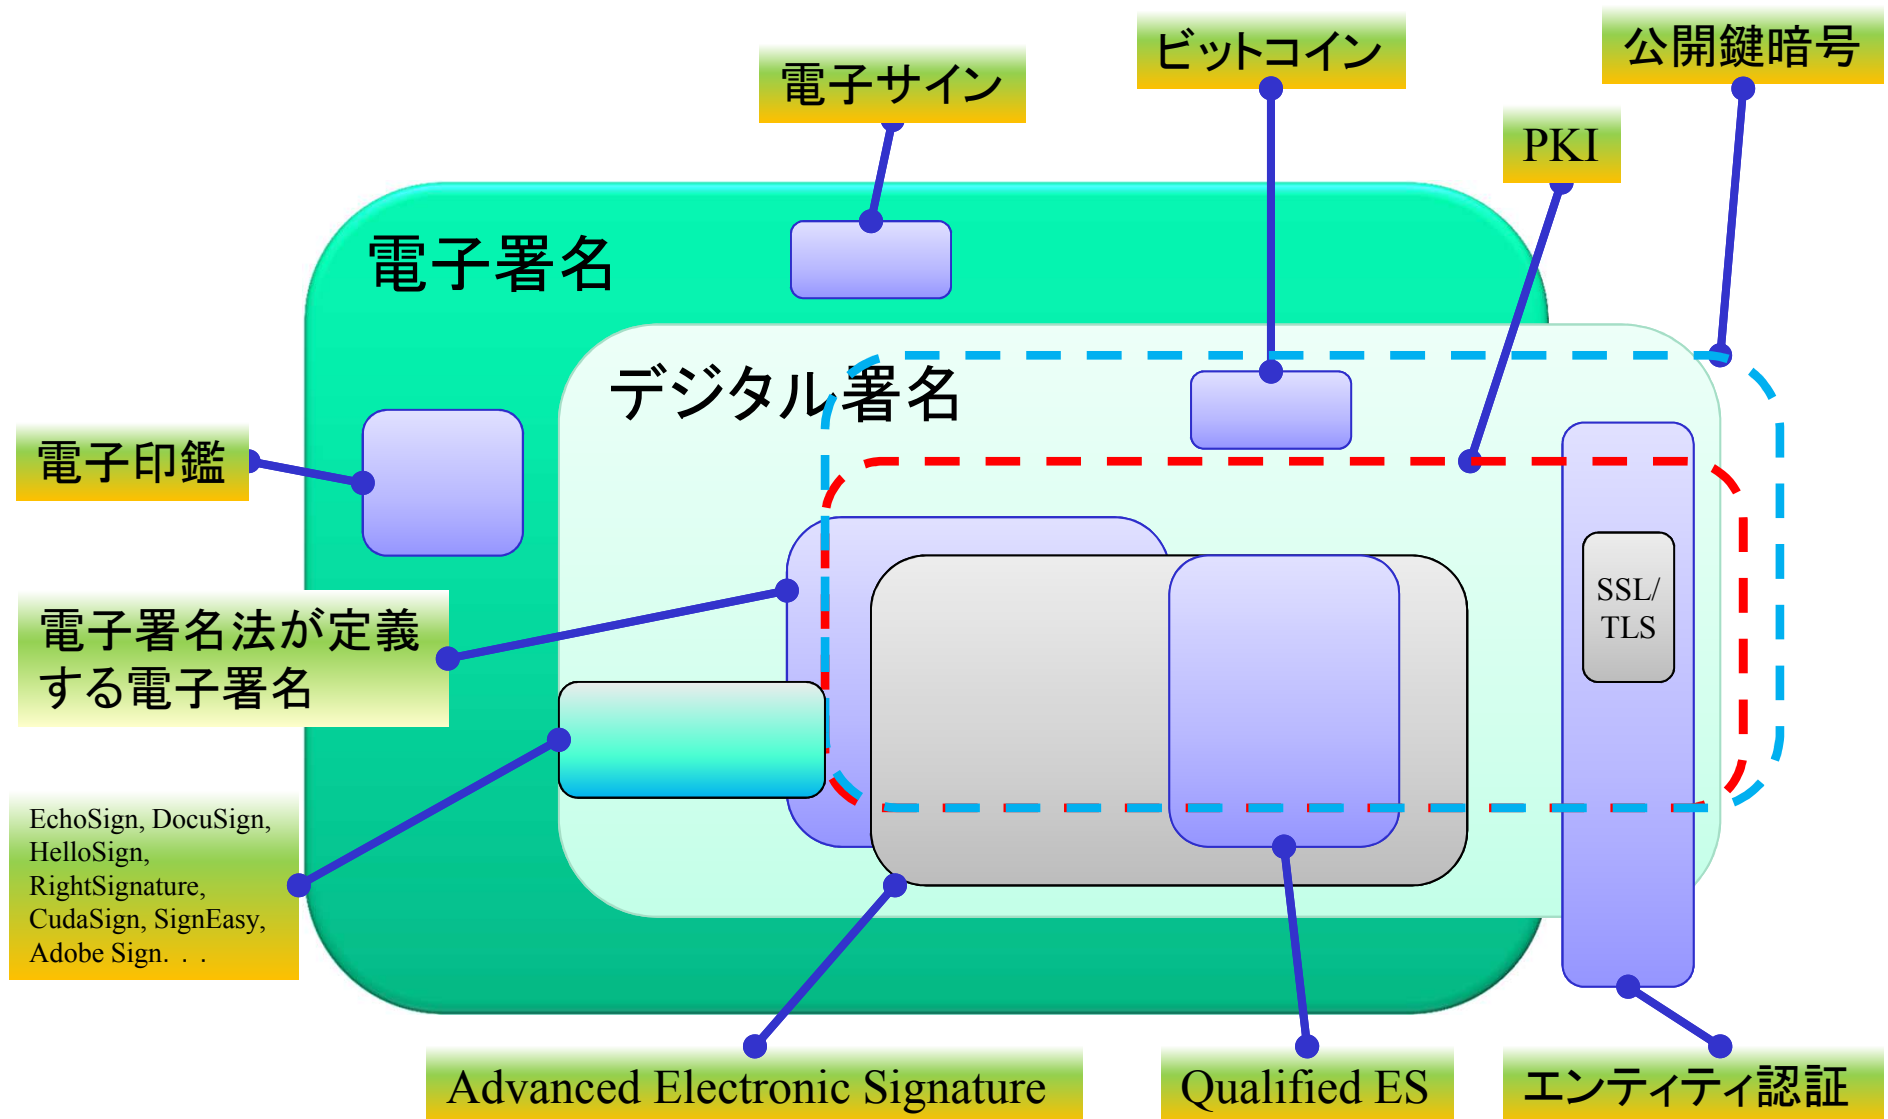 ビットコイン
公開鍵暗号
電子サイン
PKI
電子署名
デジタル署名
電子印鑑
SSL/
TLS
電子署名法が定義
する電子署名
EchoSign, DocuSign,
HelloSign,
RightSignature,
CudaSign, SignEasy,
Adobe Sign. . .
Advanced Electronic Signature
Qualified ES
エンティティ認証